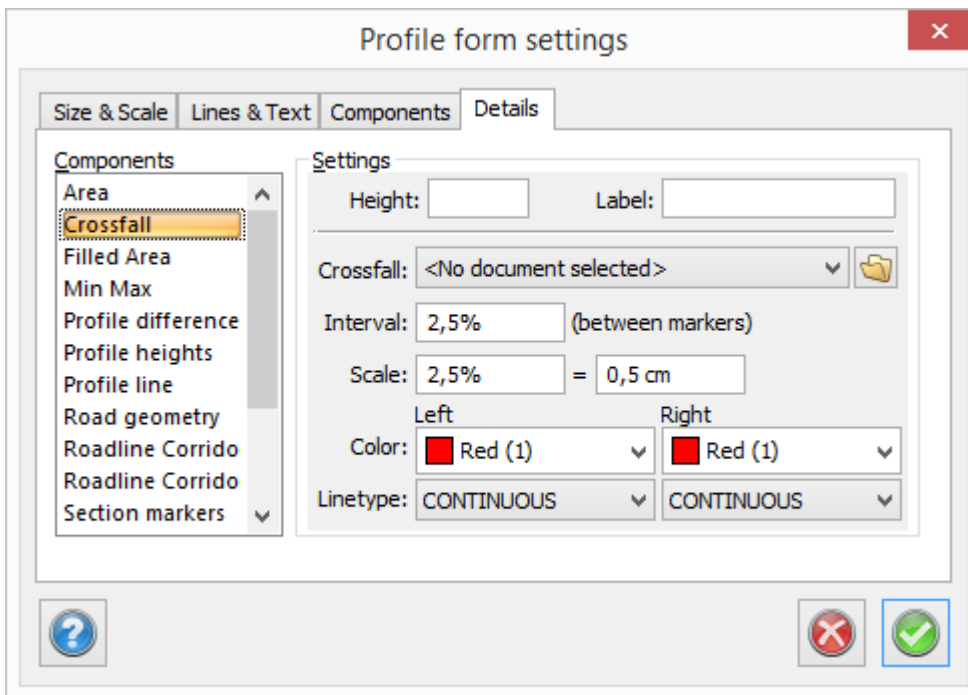 Profile form settings
Size & Scale Lines & Text Components Details
Components
Area
Crossfall
Filled Area
Min Max
Profile difference
Profile heights
Profile line
Road geometry
Roadline Corrido
Roadline Corrido
Section markers
Settings
Height: Label:
Crossfall: <No document selected>
Interval: 2,5% (between markers)
Scale: 2,5% = 0,5 cm
Left Right
Color: Red (1) Red (1)
Linetype: CONTINUOUS CONTINUOUS